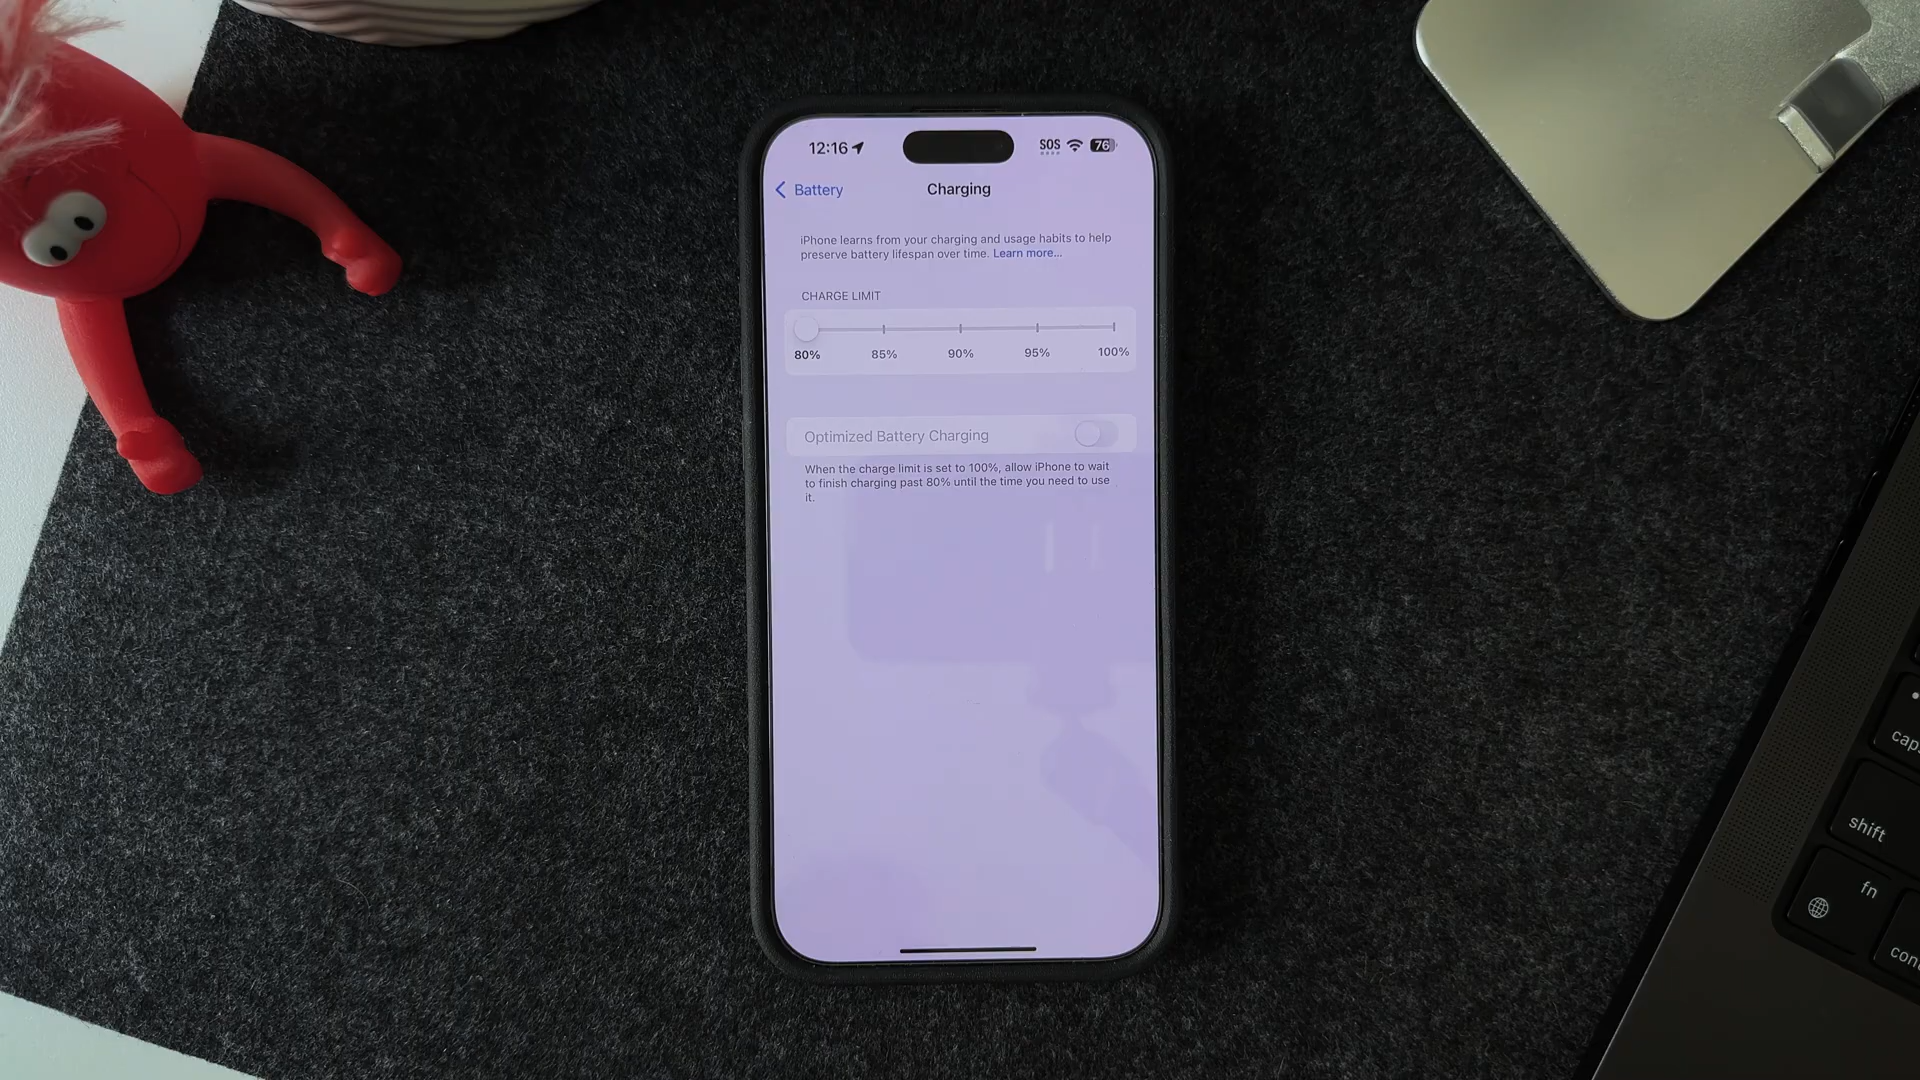 12:16
SOS
76
Battery
Charging
iPhone learns from your charging and usage habits to help
preserve battery lifespan over time. Learn more...
CHARGE LIMIT
80% 85% 90% 95% 100%
Optimized Battery Charging
When the charge limit is set to 100%, allow iPhone to wait
to finish charging past 80% until the time you need to use
it.
shift
fn